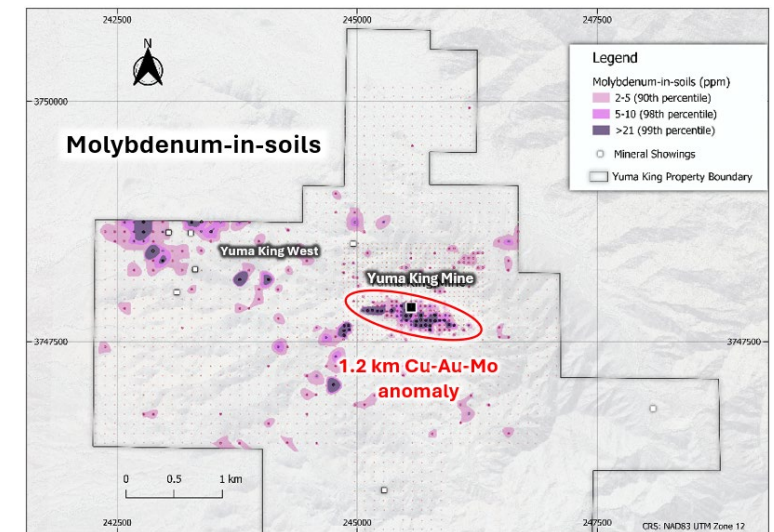 242500
245000
247500
N
Legend
Molybdenum-in-soils (ppm)
2-5 (90th percentile)
5-10 (98th percentile)
>21 (99th percentile)
Mineral Showings
Yuma King Property Boundary
3750000
Molybdenum-in-soils
Yuma King West
Yuma King Mine
3747500
3747500
1.2 km Cu-Au-Mo
anomaly
0 0.5 1 km
242500
245000
247500
CRS: NAD83 UTM Zone 12